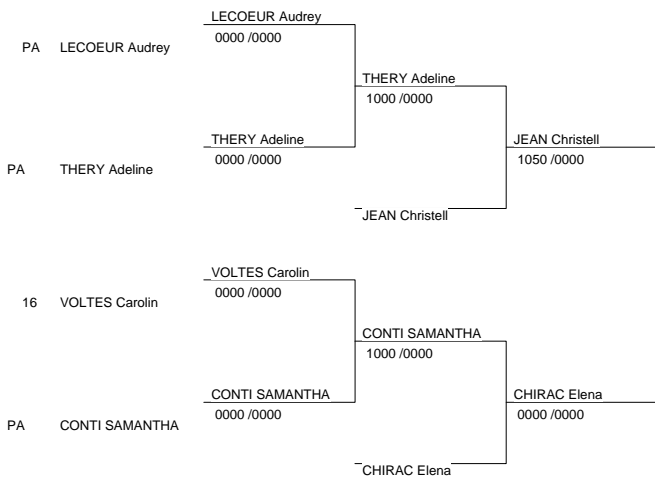 LECOEUR Audrey
PA LECOEUR Audrey
0000 /0000
THERY Adeline
1000 /0000
THERY Adeline
0000 /0000
JEAN Christell
1050 /0000
PA THERY Adeline
JEAN Christell
VOLTES Carolin
0000 /0000
16 VOLTES Carolin
CONTI SAMANTHA
1000 /0000
CONTI SAMANTHA
0000 /0000
CHIRAC Elena
0000 /0000
PA CONTI SAMANTHA
CHIRAC Elena